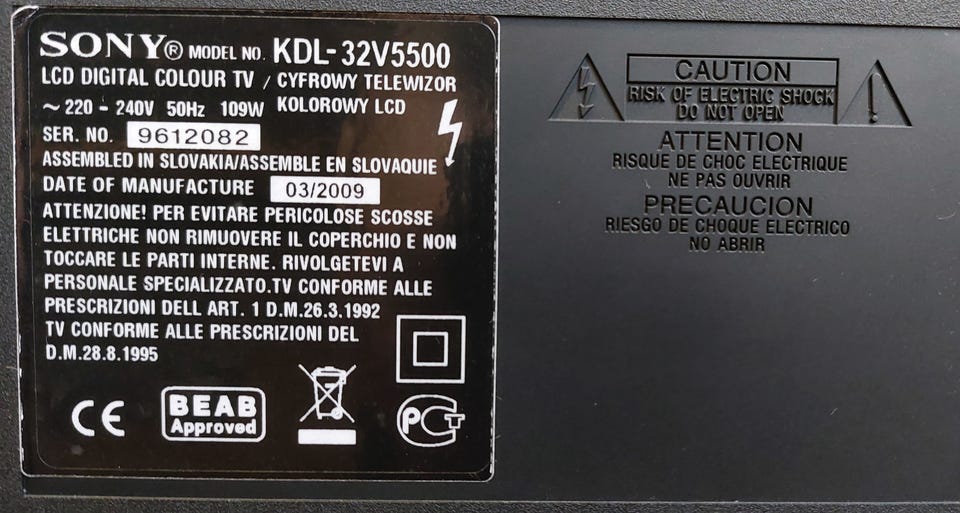 SONY® MODEL NO. KDL-32V5500
LCD DIGITAL COLOUR TV / CYFROWY TELEWIZOR
~ 220 - 240V 50Hz 109W KOLOROWY LCD
SER. NO. 9612082
ASSEMBLED IN SLOVAKIA/ASSEMBLE EN SLOVAQUIE
DATE OF MANUFACTURE 03/2009
ATTENZIONE! PER EVITARE PERICOLOSE SCOSSE
ELETTRICHE NON RIMUOVERE IL COPERCHIO E NON
TOCCARE LE PARTI INTERNE. RIVOLGETEVI A
PERSONALE SPECIALIZZATO.TV CONFORME ALLE
PRESCRIZIONI DELL ART. 1 D.M.26.3.1992
TV CONFORME ALLE PRESCRIZIONI DEL
D.M.28.8.1995
CE
BEAB
Approved
PCT
CAUTION
RISK OF ELECTRIC SHOCK
DO NOT OPEN
ATTENTION
RISQUE DE CHOC ELECTRIQUE
NE PAS OUVRIR
PRECAUCION
RIESGO DE CHOQUE ELECTRICO
NO ABRIR